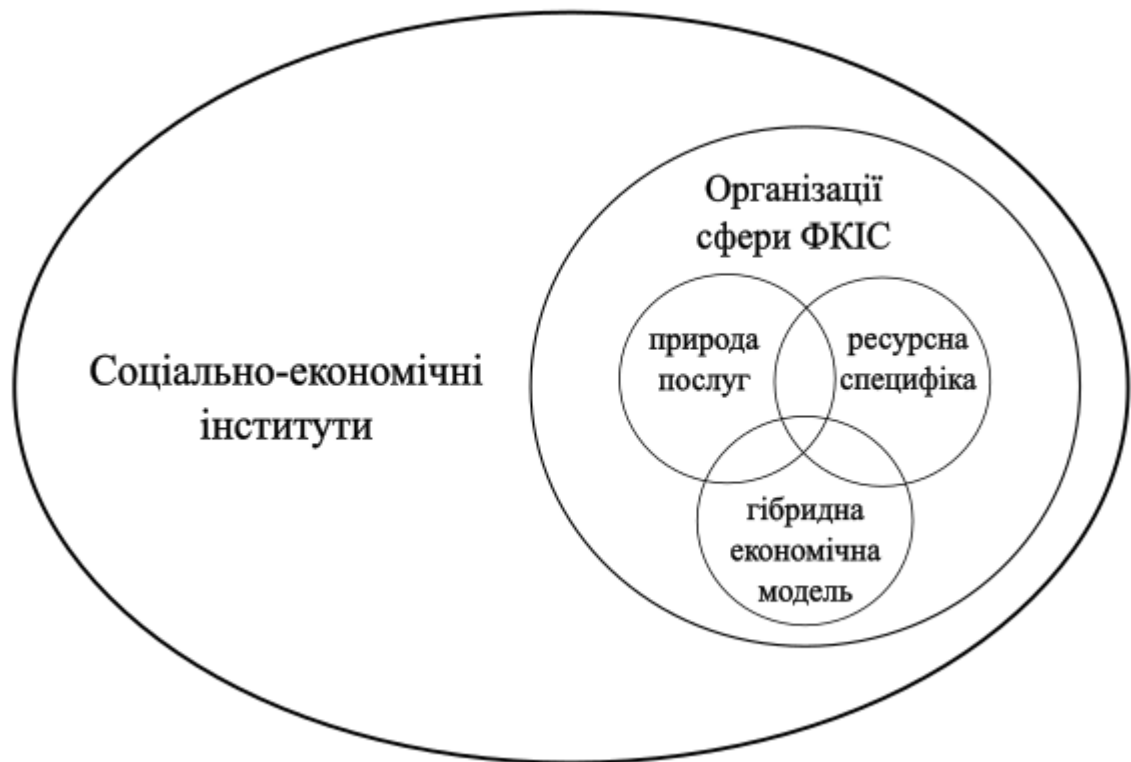 Організації
сфери ФКІС
природа
послуг
ресурсна
специфіка
Соціально-економічні
інститути
гібридна
економічна
модель